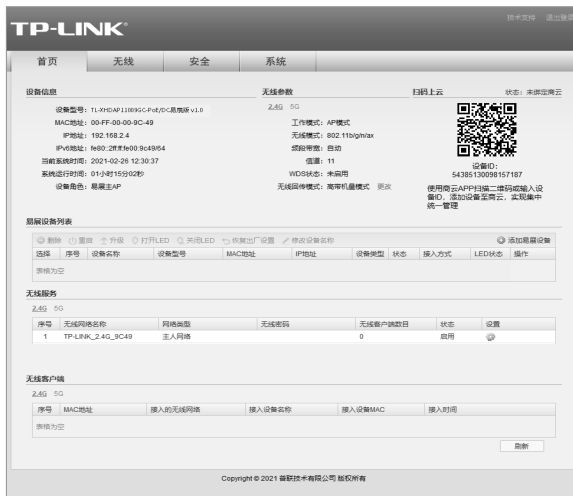 技术支持 退出登录
TP-LINK®
首页 无线 安全 系统
设备信息
设备型号: TL-XHDAP1800GC-PoE/DC易展版 v1.0
MAC地址: 00-FF-00-00-9C-49
IP地址: 192.168.2.4
IPv6地址: fe80::2ff:ff:fe00:9c49/64
当前系统时间: 2021-02-26 12:30:37
系统运行时间: 01小时15分02秒
设备角色: 易展主AP
无线参数
2.4G 5G
工作模式: AP模式
无线模式: 802.11b/g/n/ax
频段带宽: 自动
信道: 11
WDS状态: 未启用
无线回传模式: 高带机量模式 更改
扫码上云 状态: 未绑定商云
设备ID:
54385130098157187
使用商云APP扫描二维码或输入设
备ID，添加设备至商云，实现集中
统一管理
易展设备列表
删除 重启 升级 打开LED 关闭LED 恢复出厂设置 修改设备名称 添加易展设备
选择 序号 设备名称 设备型号 MAC地址 IP地址 设备类型 状态 接入方式 LED状态 操作
表格为空
无线服务
2.4G 5G
序号 无线网络名称 网络类型 无线密码 无线客户端数目 状态 设置
1 TP-LINK_2.4G_9C49 主人网络 0 启用
无线客户端
2.4G 5G
序号 MAC地址 接入的无线网络 接入设备名称 接入设备MAC 接入时间
表格为空
刷新
Copyright © 2021 普联技术有限公司 版权所有